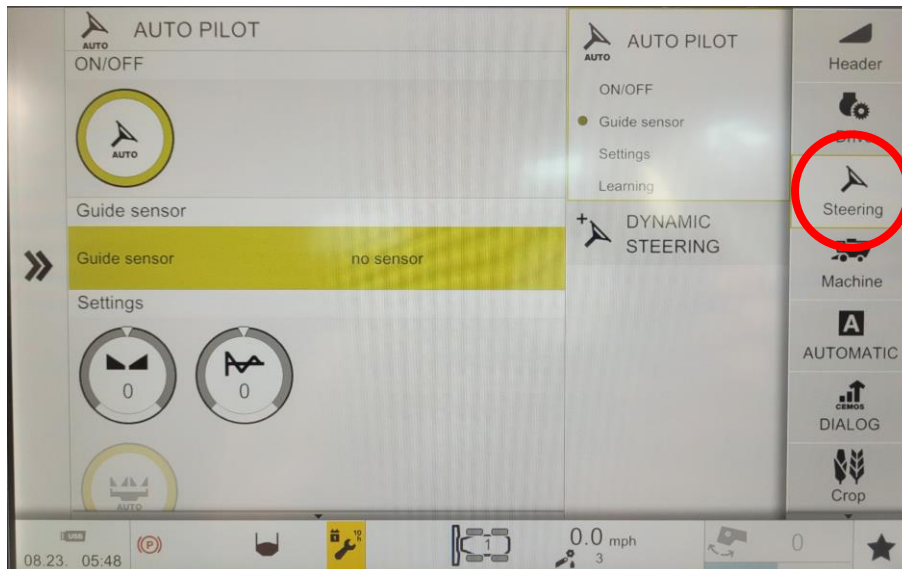 AUTO PILOT
AUTO
ON/OFF
AUTO
Guide sensor
Guide sensor no sensor
Settings
0
0
AUTO
AUTO PILOT
AUTO
ON/OFF
Guide sensor
Settings
Learning
DYNAMIC
STEERING
Header
Drive
Steering
Machine
A
AUTOMATIC
CEMOS
DIALOG
Crop
USB
08.23. 05:48
(P)
10
h
1
0.0 mph
3
0